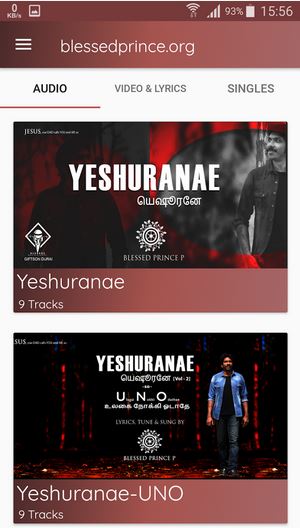 0
KB/s
93%
15:56
blessedprince.org
AUDIO
VIDEO & LYRICS
SINGLES
YESHURANAE
யெஷூரனே
BLESSED PRINCE P
GIFTSON DURAI
Yeshuranae
9 Tracks
YESHURANAE
யெஷூரனே (Vol - 2)
U N O
உலகை நோக்கி ஓடாதே
LYRICS, TUNE & SUNG BY
BLESSED PRINCE P
Yeshuranae-UNO
9 Tracks